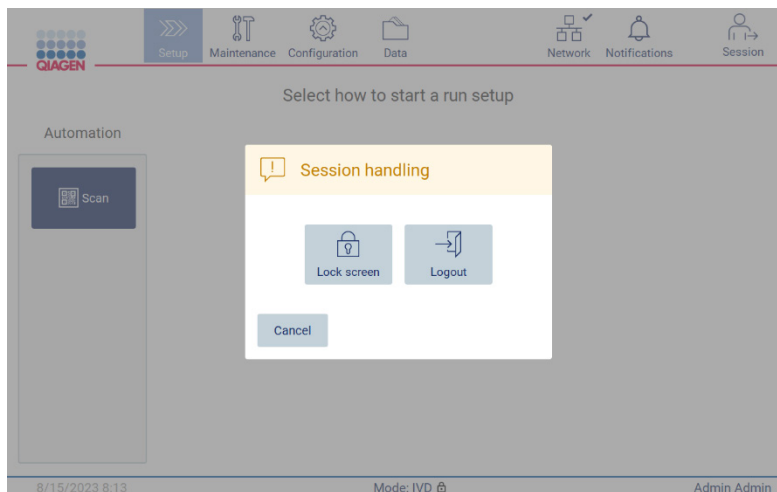 QIAGEN
Setup
Maintenance
Configuration
Data
Network
Notifications
Session
Select how to start a run setup
Automation
Scan
Session handling
Lock screen
Logout
Cancel
8/15/2023 8:13
Mode: IVD
Admin Admin